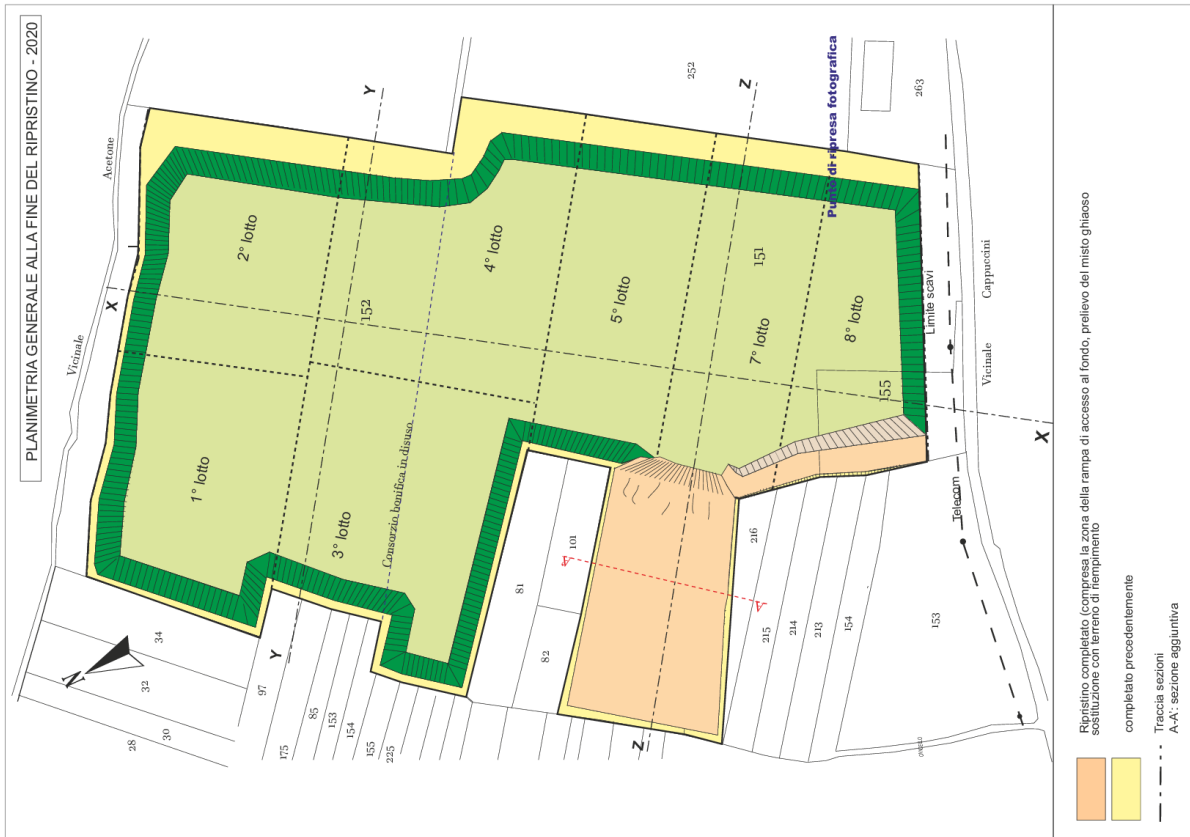 PLANIMETRIA GENERALE ALLA FINE DEL RIPRISTINO - 2020
Vicinale
Acetone
X
Y
Z
252
263
Punto di ripresa fotografica
2° lotto
4° lotto
5° lotto
7° lotto
8° lotto
1° lotto
3° lotto
152
151
155
Consorzio bonifica in disuso
Limite scavi
Vicinale
Cappuccini
Telecom
X
Y
Z
N
28
30
32
34
97
175
85
153
154
155
225
81
82
101
A'
A
216
215
214
213
154
153
Ripristino completato (compresa la zona della rampa di accesso al fondo, prelievo del misto ghiaoso
sostituzione con terreno di riempimento
completato precedentemente
Traccia sezioni
A-A': sezione aggiuntiva